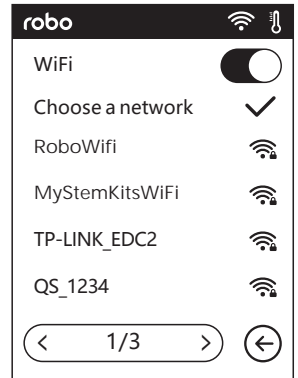 robo
WiFi
Choose a network
RoboWifi
MyStemKitsWiFi
TP-LINK_EDC2
QS_1234
< 1/3 >